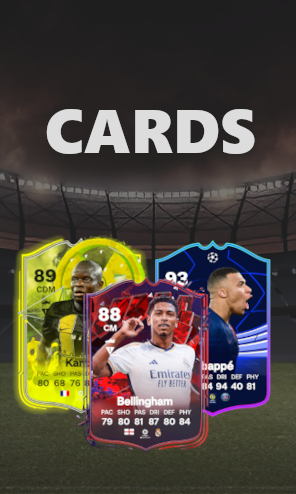 CARDS
89
CDM
Kan
PAC SHO PAS
80 68 76
93
appé
DRI DEF PHY
94 40 81
88
CM
Bellingham
PAC SHO PAS DRI DEF PHY
79 80 81 87 80 84
Emirates
FLY BETTER